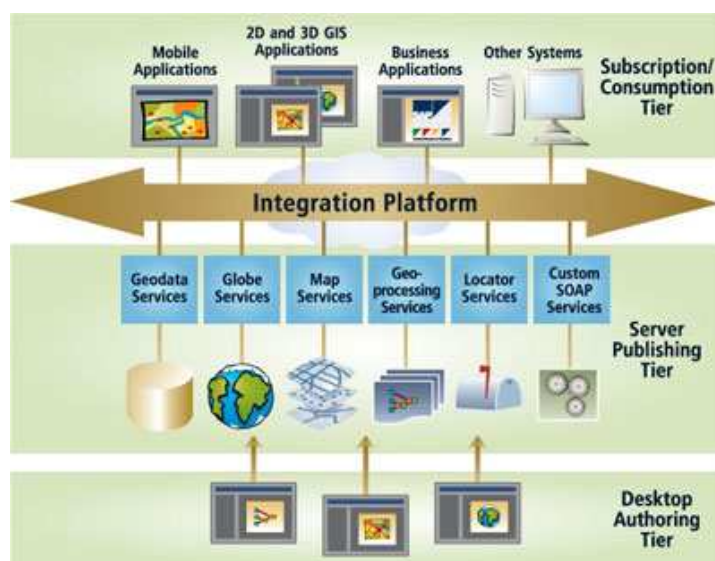 Mobile
Applications
2D and 3D GIS
Applications
Business
Applications
Other Systems
Subscription/
Consumption
Tier
Integration Platform
Geodata
Services
Globe
Services
Map
Services
Geo-
processing
Services
Locator
Services
Custom
SOAP
Services
Server
Publishing
Tier
Desktop
Authoring
Tier